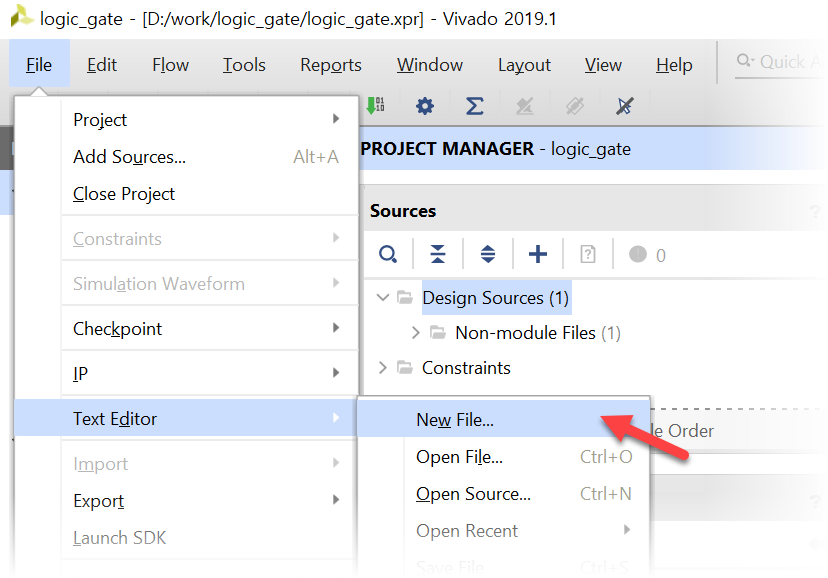 logic_gate - [D:/work/logic_gate/logic_gate.xpr] - Vivado 2019.1
File Edit Flow Tools Reports Window Layout View Help Quick A
Project
Add Sources... Alt+A
Close Project
Constraints
Simulation Waveform
Checkpoint
IP
Text Editor
Import
Export
Launch SDK
PROJECT MANAGER - logic_gate
Sources
?
? 0
Design Sources (1)
Non-module Files (1)
Constraints
le Order
?
New File...
Open File... Ctrl+O
Open Source... Ctrl+N
Open Recent
Save File Ctrl+S